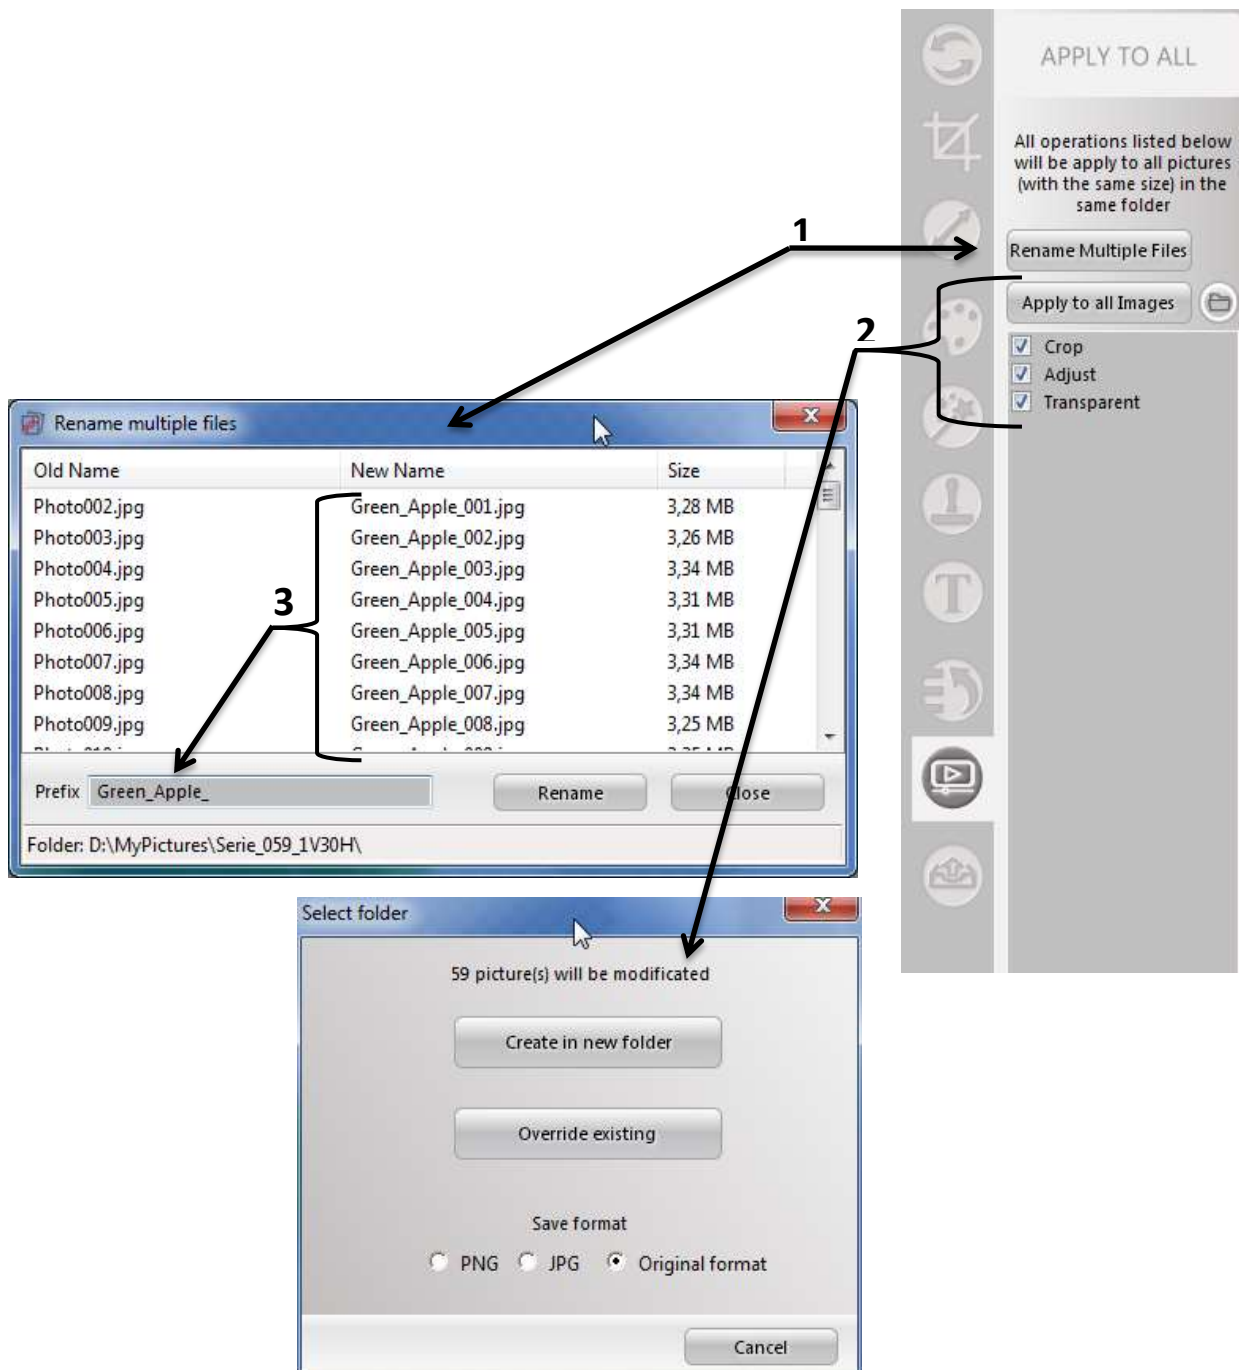 APPLY TO ALL
All operations listed below
will be apply to all pictures
(with the same size) in the
same folder
1
Rename Multiple Files
Apply to all Images
2
Crop
Adjust
Transparent
Rename multiple files
Old Name New Name Size
Photo002.jpg Green_Apple_001.jpg 3,28 MB
Photo003.jpg Green_Apple_002.jpg 3,26 MB
Photo004.jpg Green_Apple_003.jpg 3,34 MB
Photo005.jpg Green_Apple_004.jpg 3,31 MB
3
Photo006.jpg Green_Apple_005.jpg 3,31 MB
Photo007.jpg Green_Apple_006.jpg 3,34 MB
Photo008.jpg Green_Apple_007.jpg 3,34 MB
Photo009.jpg Green_Apple_008.jpg 3,25 MB
Prefix Green_Apple_ Rename Close
Folder: D:\MyPictures\Serie_059_1V30H\
Select folder
59 picture(s) will be modificated
Create in new folder
Override existing
Save format
PNG JPG Original format
Cancel